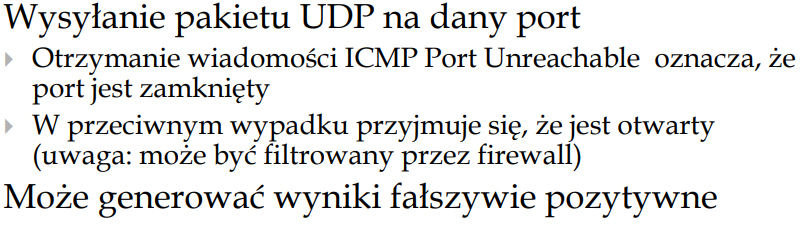 Wysyłanie pakietu UDP na dany port
Otrzymanie wiadomości ICMP Port Unreachable oznacza, że
port jest zamknięty
W przeciwnym wypadku przyjmuje się, że jest otwarty
(uwaga: może być filtrowany przez firewall)
Może generować wyniki fałszywie pozytywne